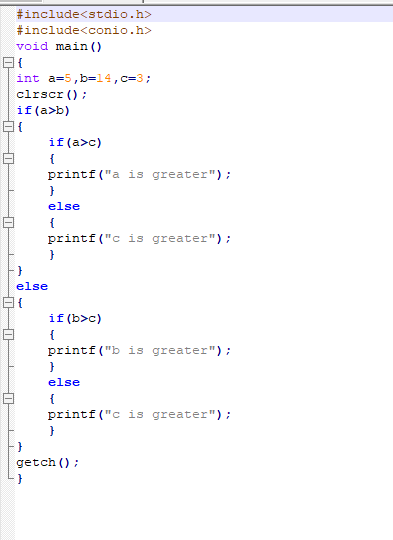 #include<stdio.h>
#include<conio.h>
void main()
{
int a=5,b=14,c=3;
clrscr();
if(a>b)
{
    if(a>c)
    {
    printf("a is greater");
    }
    else
    {
    printf("c is greater");
    }
}
else
{
    if(b>c)
    {
    printf("b is greater");
    }
    else
    {
    printf("c is greater");
    }
}
getch();
}